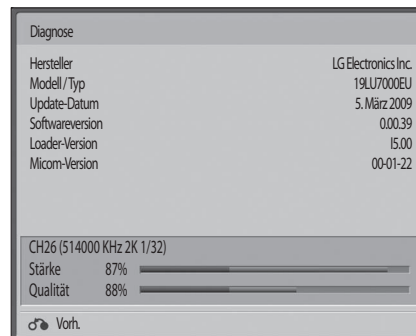 Diagnose
Hersteller LG Electronics Inc.
Modell / Typ 19LU7000EU
Update-Datum 5. März 2009
Softwareversion 0.00.39
Loader-Version I5.00
Micom-Version 00-01-22
CH26 (514000 KHz 2K 1/32)
Stärke 87%
Qualität 88%
Vorh.